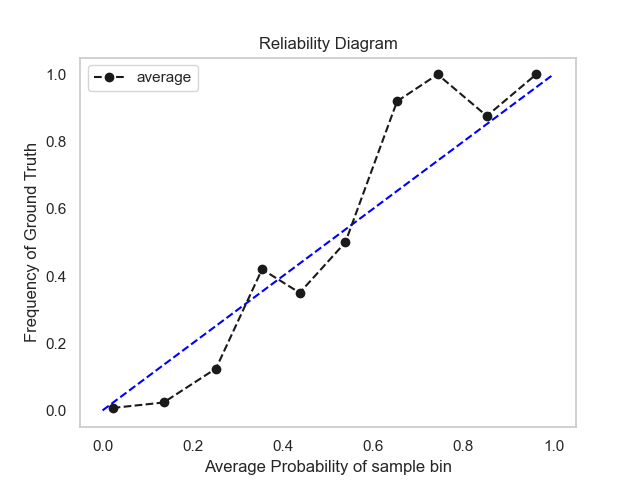 Reliability Diagram
average
Frequency of Ground Truth
1.0
0.8
0.6
0.4
0.2
0.0
0.0 0.2 0.4 0.6 0.8 1.0
Average Probability of sample bin